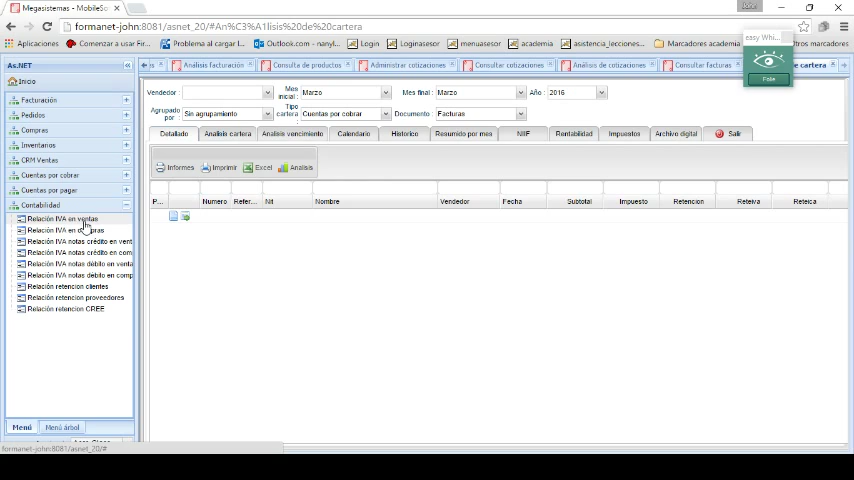 Megasistemas - MobileSo
formanet-john:8081/asnet_20/#An%C3%A1lisis%20de%20cartera
Aplicaciones Comenzar a usar Fir... Problema al cargar l... Outlook.com - nanyl... Login Loginasesor menuasesor academia asistencia_lecciones... Marcadores academia otros marcadores
easy Whi...
Folie
As.NET
Inicio
Análisis facturación Consulta de productos Administrar cotizaciones Consultar cotizaciones Análisis de cotizaciones Consultar facturas e cartera
Facturación
Pedidos
Compras
Inventarios
CRM Ventas
Cuentas por cobrar
Cuentas por pagar
Contabilidad
Relación IVA en ventas
Relación IVA en compras
Relación IVA notas crédito en vent
Relación IVA notas crédito en com
Relación IVA notas débito en venta
Relación IVA notas débito en comp
Relación retencion clientes
Relación retencion proveedores
Relación retencion CREE
Menú Menú árbol
formanet-john:8081/asnet_20/#
Vendedor : Mes inicial : Marzo Mes final : Marzo Año : 2016
Agrupado por : Sin agrupamiento Tipo cartera : Cuentas por cobrar Documento : Facturas
Detallado Analisis cartera Analisis vencimiento Calendario Historico Resumido por mes NIIF Rentabilidad Impuestos Archivo digital Salir
Informes Imprimir Excel Analisis
P... Numero Refer... Nit Nombre Vendedor Fecha Subtotal Impuesto Retencion Reteiva Reteica